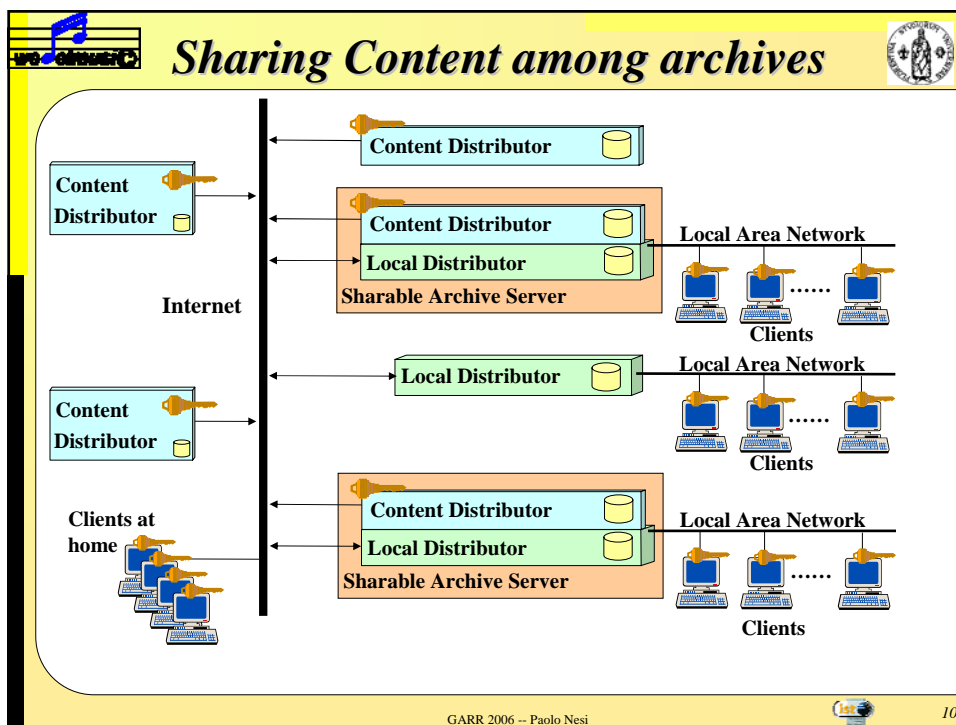 Sharing Content among archives
Content Distributor
Content
Distributor
Content Distributor
Local Distributor
Sharable Archive Server
Local Area Network
......
Clients
Internet
Local Distributor
Local Area Network
......
Clients
Content
Distributor
Content Distributor
Local Distributor
Sharable Archive Server
Local Area Network
......
Clients
Clients at
home
GARR 2006 -- Paolo Nesi
ist
10